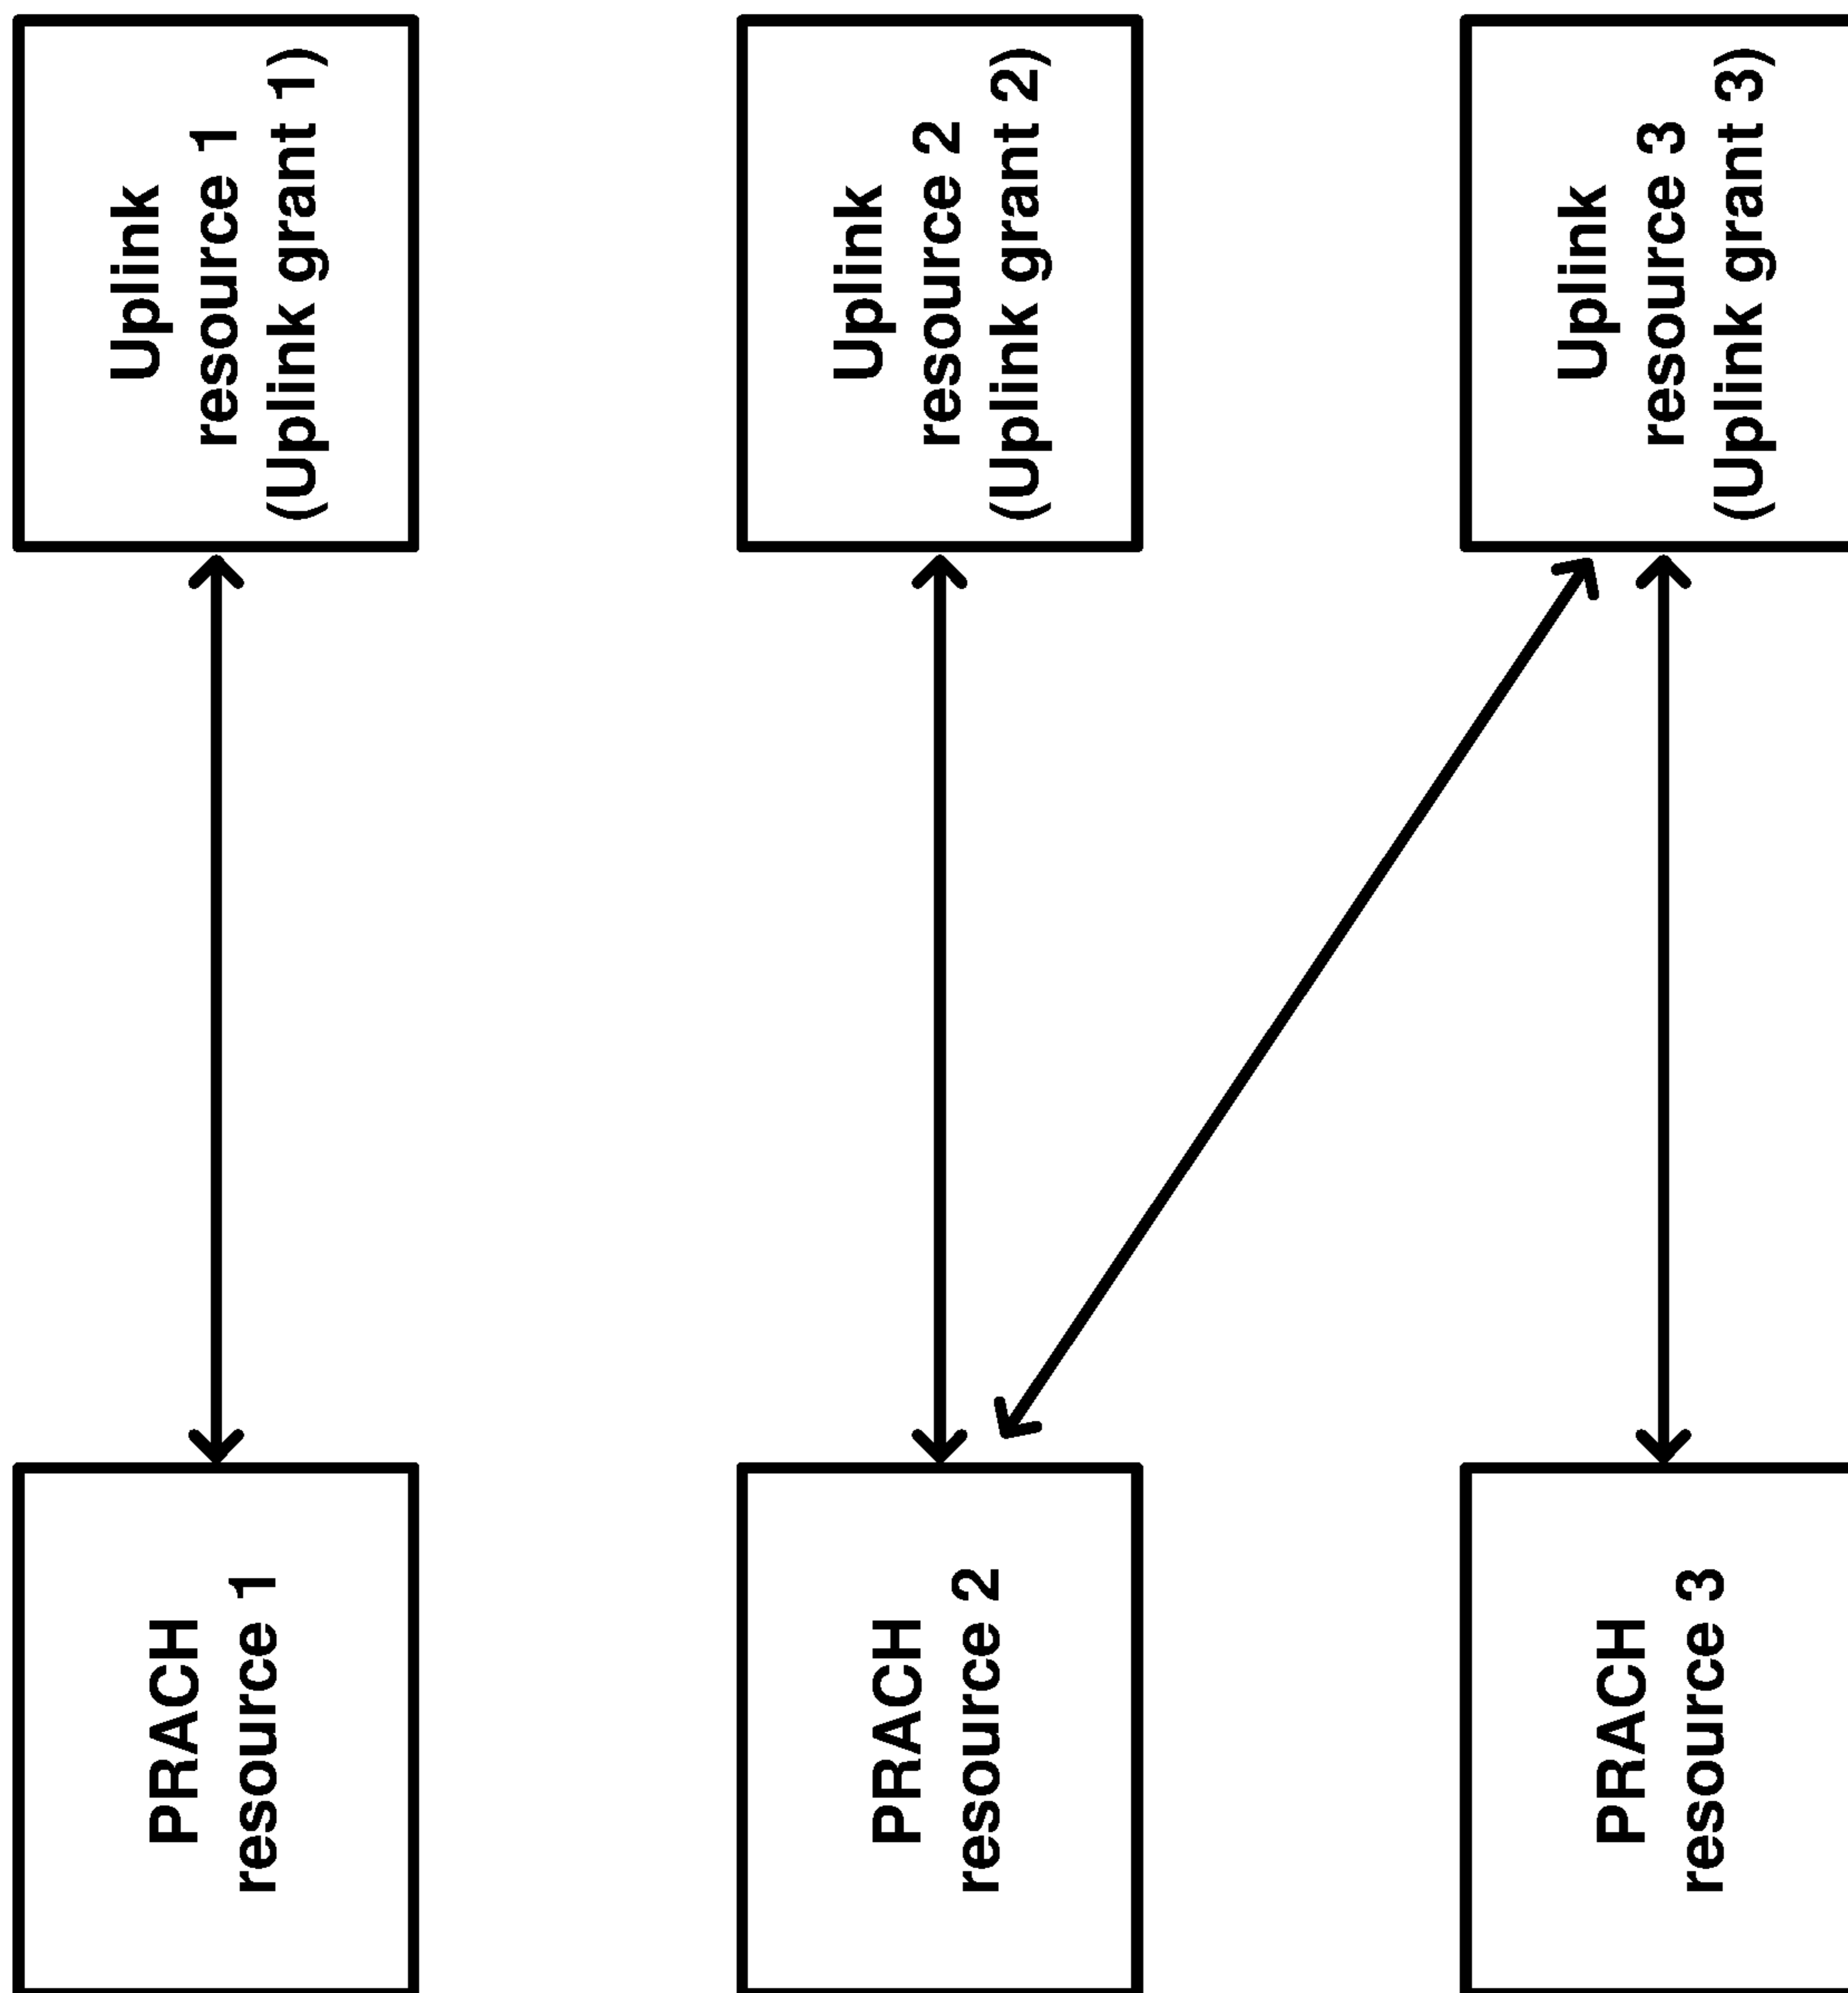 PRACH
resource 1
Uplink
resource 1
(Uplink grant 1)
PRACH
resource 2
Uplink
resource 2
(Uplink grant 2)
PRACH
resource 3
Uplink
resource 3
(Uplink grant 3)